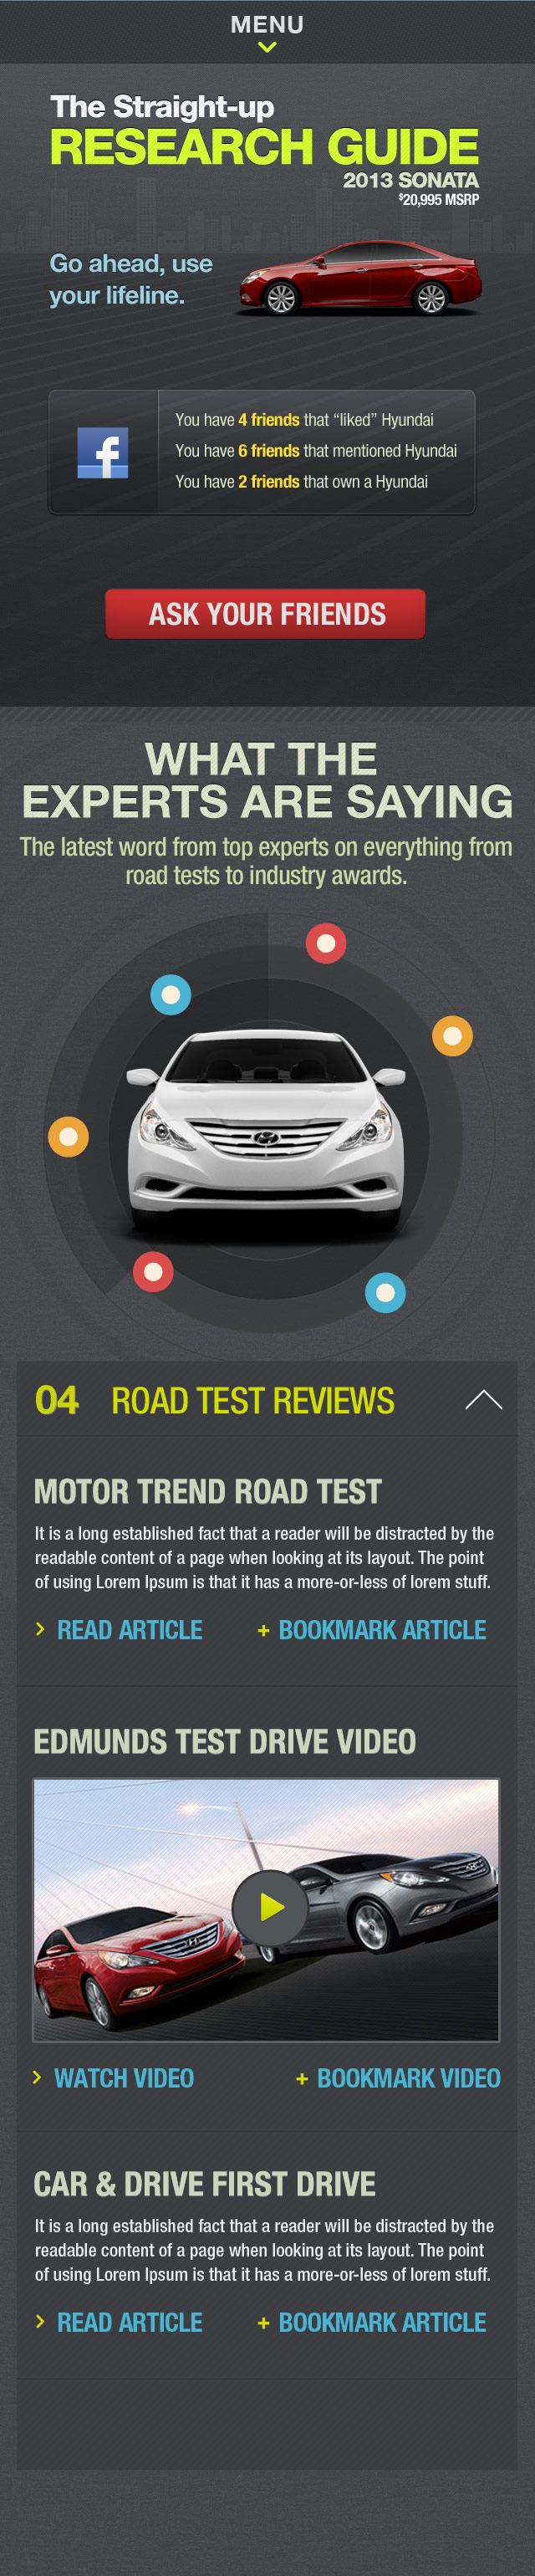 MENU
The Straight-up
RESEARCH GUIDE
2013 SONATA
$20,995 MSRP
Go ahead, use
your lifeline.
f
You have 4 friends that “liked” Hyundai
You have 6 friends that mentioned Hyundai
You have 2 friends that own a Hyundai
ASK YOUR FRIENDS
WHAT THE
EXPERTS ARE SAYING
The latest word from top experts on everything from
road tests to industry awards.
04 ROAD TEST REVIEWS
MOTOR TREND ROAD TEST
It is a long established fact that a reader will be distracted by the
readable content of a page when looking at its layout. The point
of using Lorem Ipsum is that it has a more-or-less of lorem stuff.
> READ ARTICLE + BOOKMARK ARTICLE
EDMUNDS TEST DRIVE VIDEO
> WATCH VIDEO + BOOKMARK VIDEO
CAR & DRIVE FIRST DRIVE
It is a long established fact that a reader will be distracted by the
readable content of a page when looking at its layout. The point
of using Lorem Ipsum is that it has a more-or-less of lorem stuff.
> READ ARTICLE + BOOKMARK ARTICLE